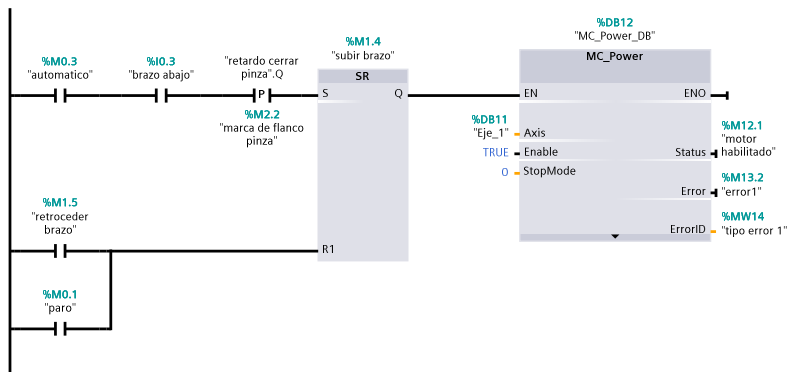 %DB12
"MC_Power_DB"
%M1.4
"subir brazo"
%M0.3
"automatico"
%I0.3
"brazo abajo"
"retardo cerrar
pinza".Q
P
%M2.2
"marca de flanco
pinza"
SR
S
Q
R1
MC_Power
EN
ENO
%DB11
"Eje_1"
Axis
TRUE
Enable
0
StopMode
Status
%M12.1
"motor
habilitado"
Error
%M13.2
"error1"
ErrorID
%MW14
"tipo error 1"
%M1.5
"retroceder
brazo"
%M0.1
"paro"